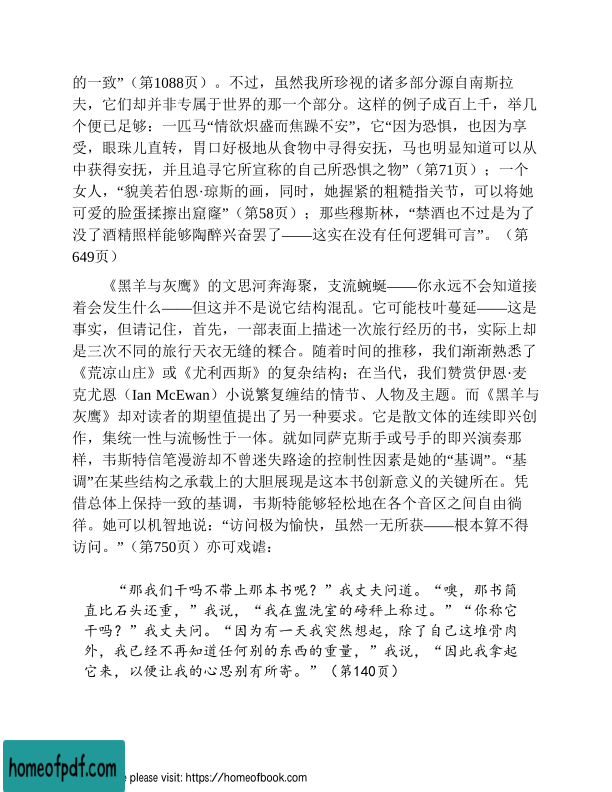 的一致”（第1088页）。不过，虽然我所珍视的诸多部分源自南斯拉
夫，它们却并非专属于世界的那一个部分。这样的例子成百上千，举几
个便已足够：一匹马“情欲炽盛而焦躁不安”，它“因为恐惧，也因为享
受，眼珠儿直转，胃口好极地从食物中寻得安抚，马也明显知道可以从
中获得安抚，并且追寻它所宣称的自己所恐惧之物”（第71页）；一个
女人，“貌美若伯恩·琼斯的画，同时，她握紧的粗糙指关节，可以将她
可爱的脸蛋揉擦出窟窿”（第58页）；那些穆斯林，“禁酒也不过是为了
没了酒精照样能够陶醉兴奋罢了——这实在没有任何逻辑可言”。（第
649页）
《黑羊与灰鹰》的文思河奔海聚，支流蜿蜒——你永远不会知道接
着会发生什么——但这并不是说它结构混乱。它可能枝叶蔓延——这是
事实，但请记住，首先，一部表面上描述一次旅行经历的书，实际上却
是三次不同的旅行天衣无缝的糅合。随着时间的推移，我们渐渐熟悉了
《荒凉山庄》或《尤利西斯》的复杂结构；在当代，我们赞赏伊恩·麦
克尤恩（Ian McEwan）小说繁复缠结的情节、人物及主题。而《黑羊与
灰鹰》却对读者的期望值提出了另一种要求。它是散文体的连续即兴创
作，集统一性与流畅性于一体。就如同萨克斯手或号手的即兴演奏那
样，韦斯特信笔漫游却不曾迷失路途的控制性因素是她的“基调”。“基
调”在某些结构之承载上的大胆展现是这本书创新意义的关键所在。凭
借总体上保持一致的基调，韦斯特能够轻松地在各个音区之间自由徜
徉。她可以机智地说：“访问极为愉快，虽然一无所获——根本算不得
访问。”（第750页）亦可戏谑：
“那我们干吗不带上那本书呢？”我丈夫问道。“噢，那书简
直比石头还重，”我说，“我在盥洗室的磅秤上称过。”“你称它
干吗？”我丈夫问。“因为有一天我突然想起，除了自己这堆骨肉
外，我已经不再知道任何别的东西的重量，”我说，“因此我拿起
它来，以便让我的心思别有所寄。”（第140页）
homeofpdf.com
e please visit: https://homeofbook.com